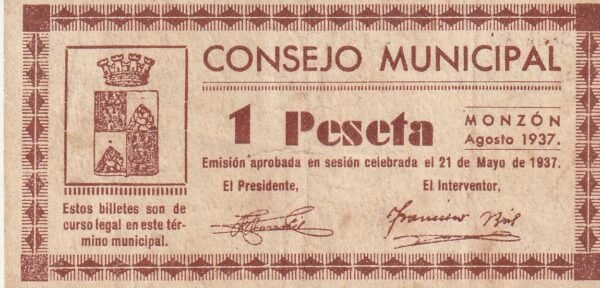 CONSEJO MUNICIPAL
1 Peseta
MONZÓN
Agosto 1937.
Emisión aprobada en sesión celebrada el 21 de Mayo de 1937.
El Presidente,
El Interventor,
Francisco
Estos billetes son de
curso legal en este tér-
mino municipal.